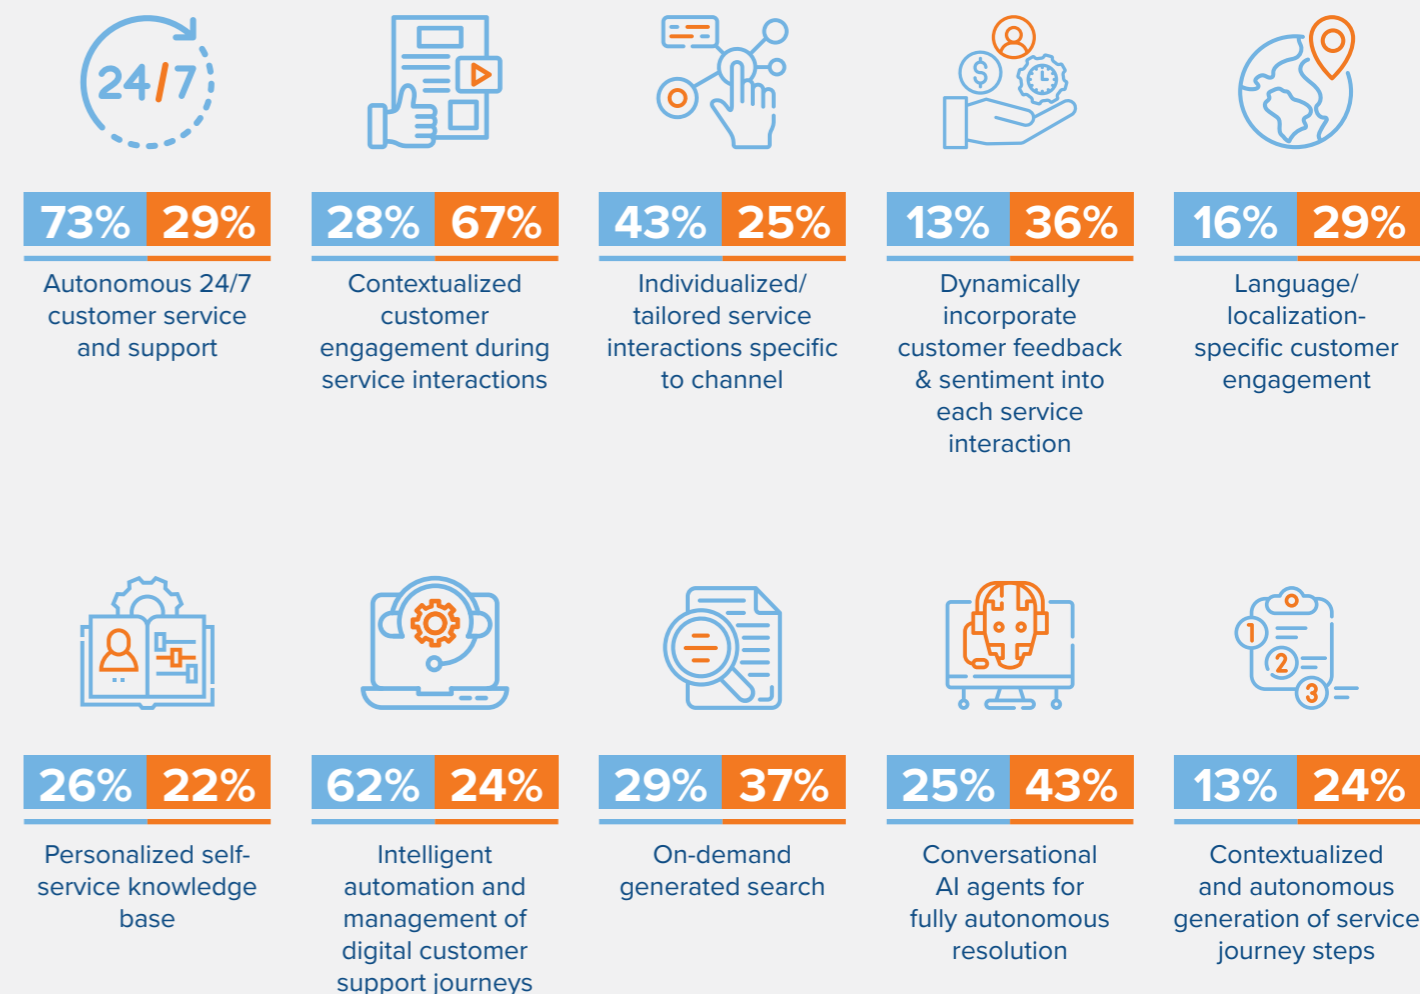 24/7
73% 29%
Autonomous 24/7
customer service
and support
28% 67%
Contextualized
customer
engagement during
service interactions
43% 25%
Individualized/
tailored service
interactions specific
to channel
$
13% 36%
Dynamically
incorporate
customer feedback
& sentiment into
each service
interaction
16% 29%
Language/
localization-
specific customer
engagement
26% 22%
Personalized self-
service knowledge
base
62% 24%
Intelligent
automation and
management of
digital customer
support journeys
29% 37%
On-demand
generated search
25% 43%
Conversational
AI agents for
fully autonomous
resolution
1
2
3
13% 24%
Contextualized
and autonomous
generation of service
journey steps